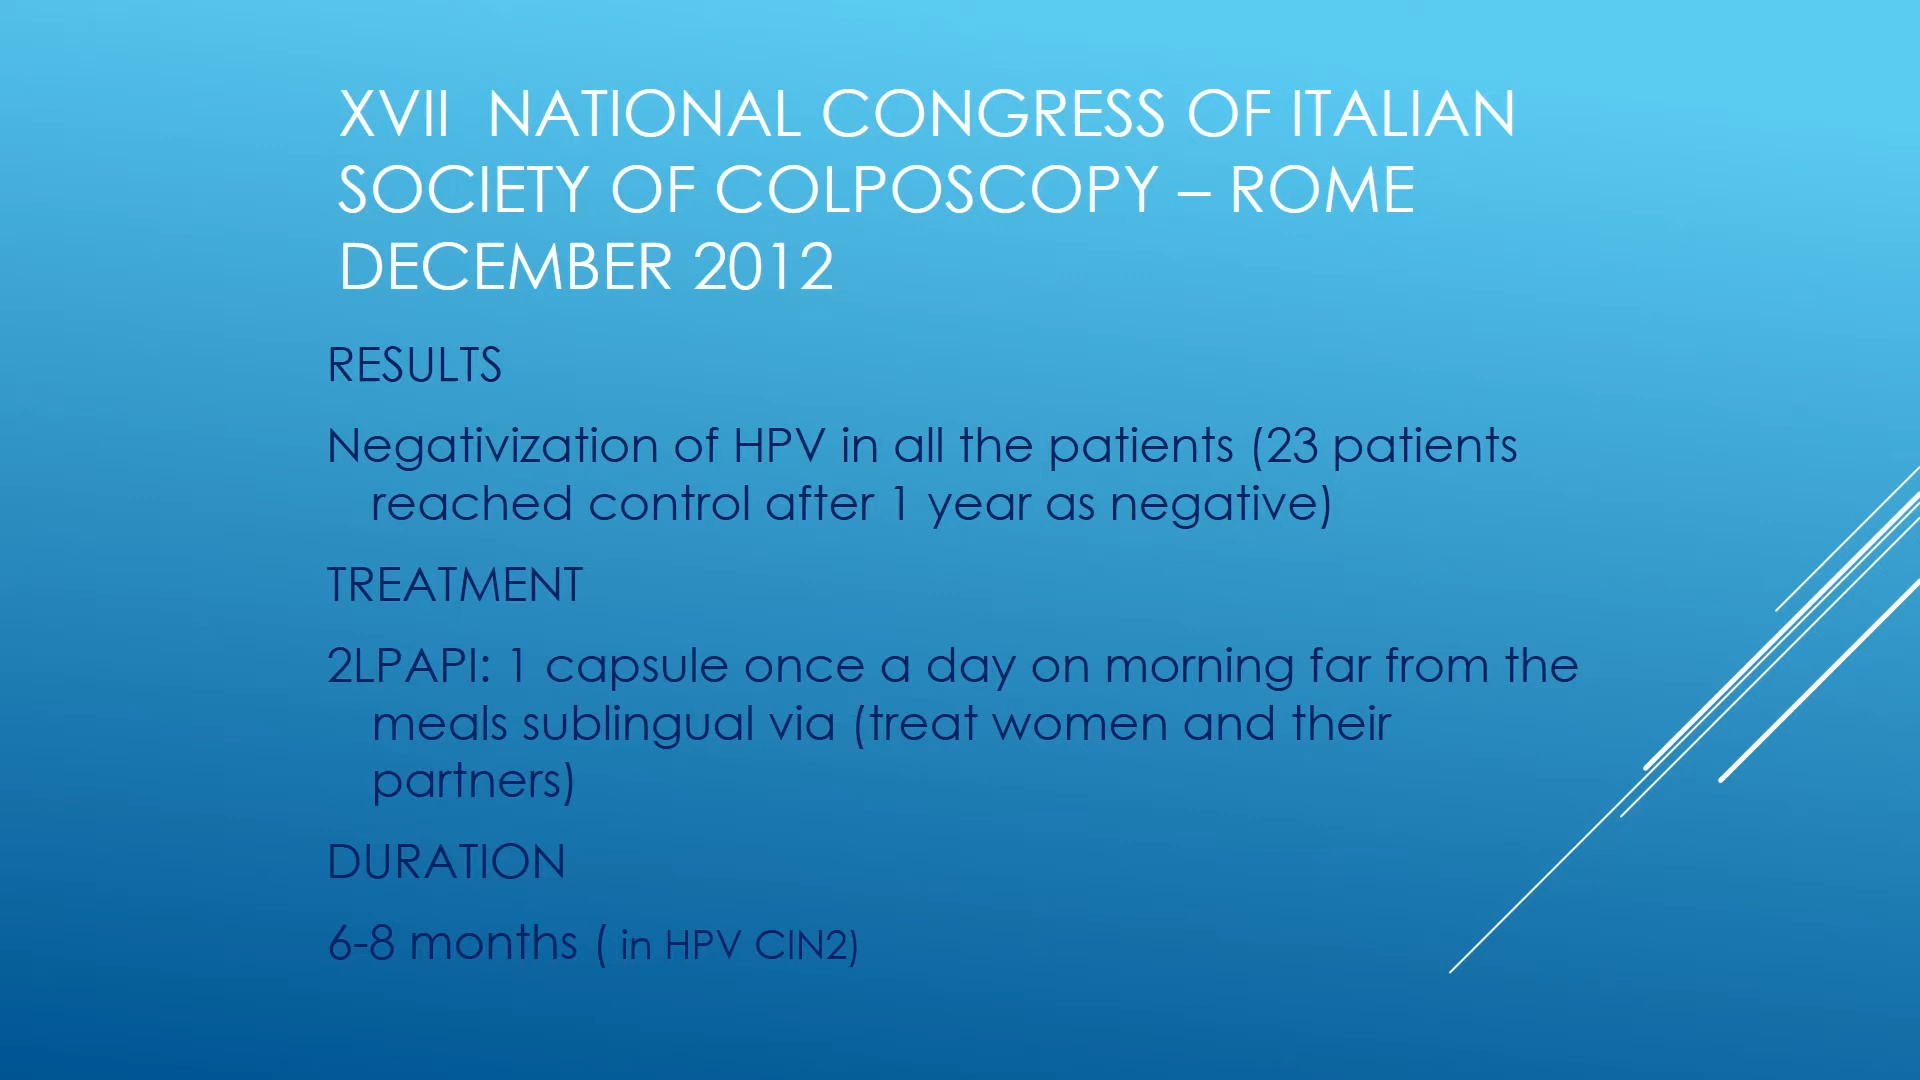 XVII NATIONAL CONGRESS OF ITALIAN
SOCIETY OF COLPOSCOPY – ROME
DECEMBER 2012
RESULTS
Negativization of HPV in all the patients (23 patients
reached control after 1 year as negative)
TREATMENT
2LPAPI: 1 capsule once a day on morning far from the
meals sublingual via (treat women and their
partners)
DURATION
6-8 months ( in HPV CIN2)